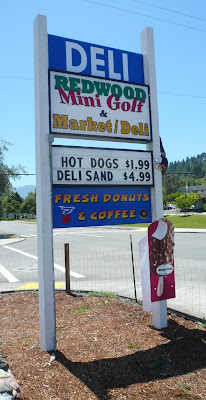 DELI
REDWOOD
Mini Golf
&
Market/Deli
HOT DOGS $1.99
DELI SAND $4.99
FRESH DONUTS
& COFFEE